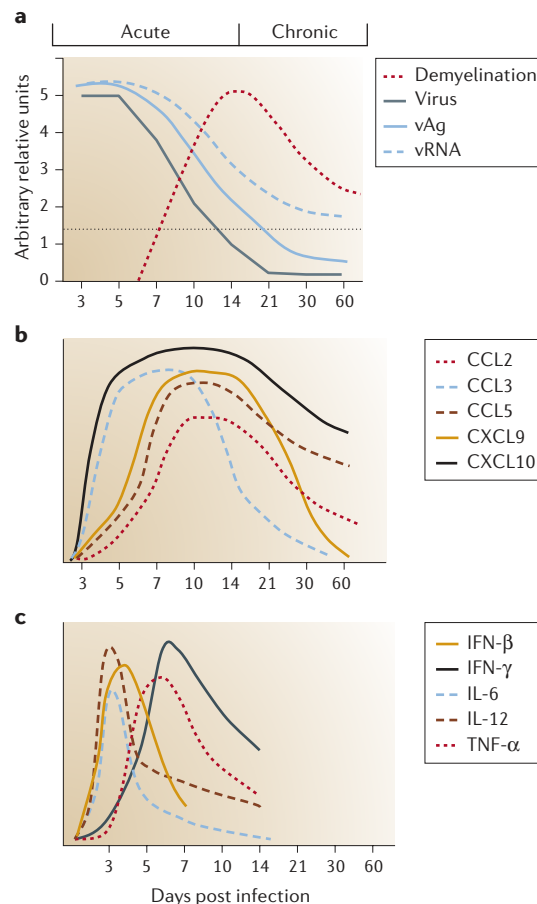 a
Acute
Chronic
Arbitrary relative units
5
4
3
2
1
0
3 5 7 10 14 21 30 60
Demyelination
Virus
vAg
vRNA
b
3 5 7 10 14 21 30 60
CCL2
CCL3
CCL5
CXCL9
CXCL10
c
3 5 7 10 14 21 30 60
Days post infection
IFN-β
IFN-γ
IL-6
IL-12
TNF-α